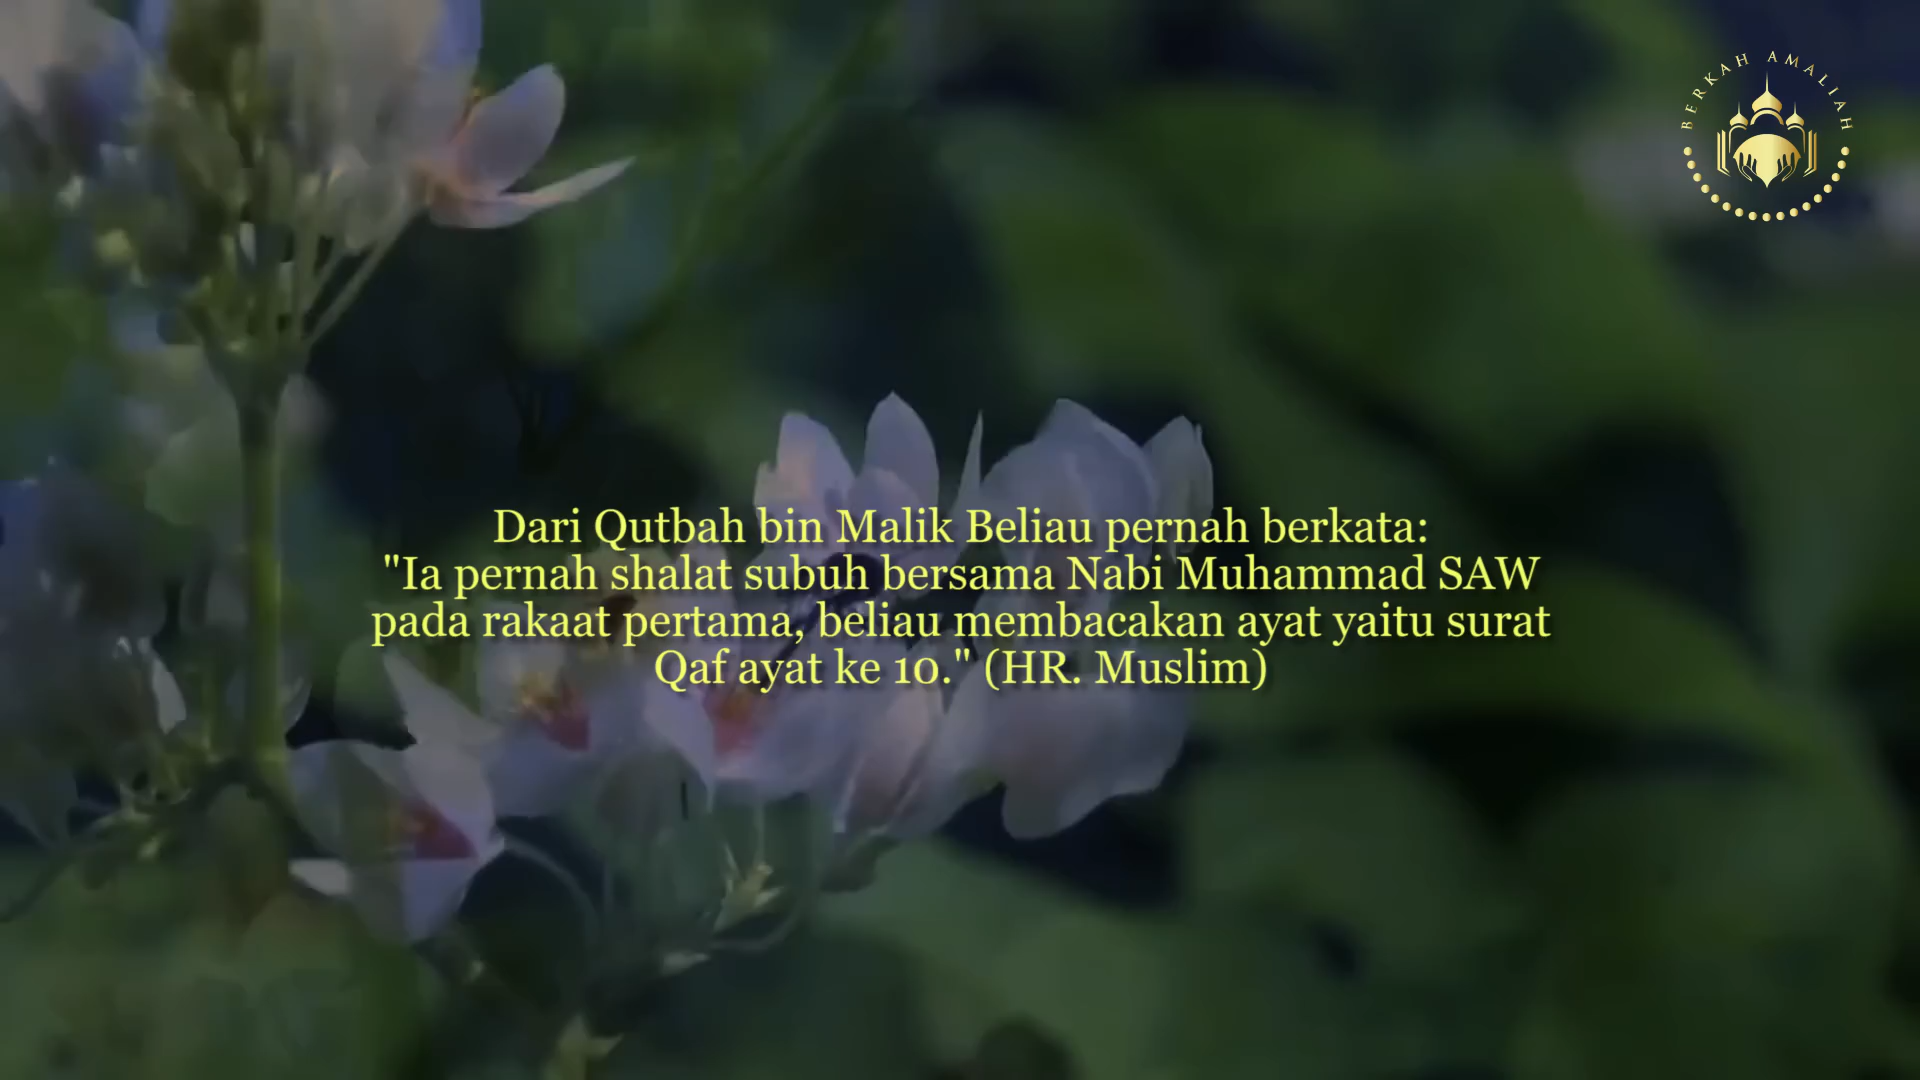 BERKAH AMALIAH
Dari Qutbah bin Malik Beliau pernah berkata:
"Ia pernah shalat subuh bersama Nabi Muhammad SAW
pada rakaat pertama, beliau membacakan ayat yaitu surat
Qaf ayat ke 10." (HR. Muslim)